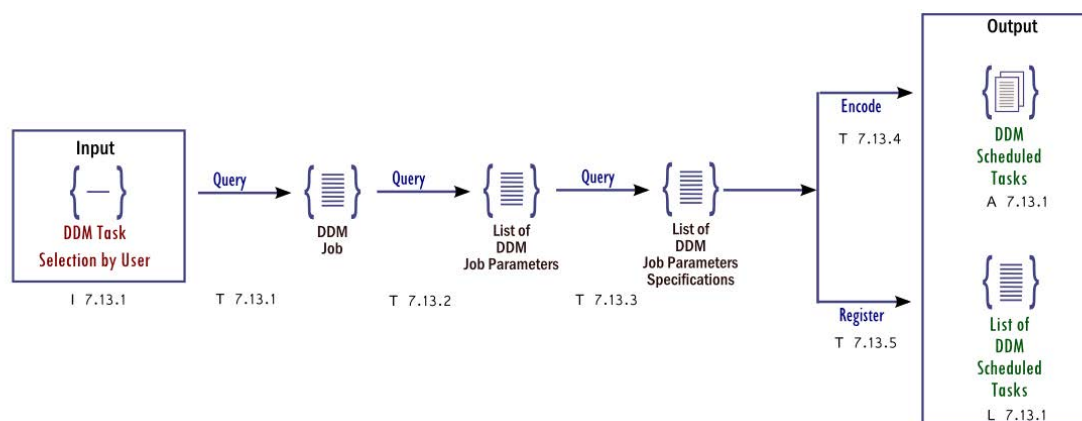 Input
DDM Task
Selection by User
I 7.13.1
Query
T 7.13.1
DDM
Job
Query
T 7.13.2
List of
DDM
Job Parameters
Query
T 7.13.3
List of
DDM
Job Parameters
Specifications
Encode
T 7.13.4
Register
T 7.13.5
Output
DDM
Scheduled
Tasks
A 7.13.1
List of
DDM
Scheduled
Tasks
L 7.13.1